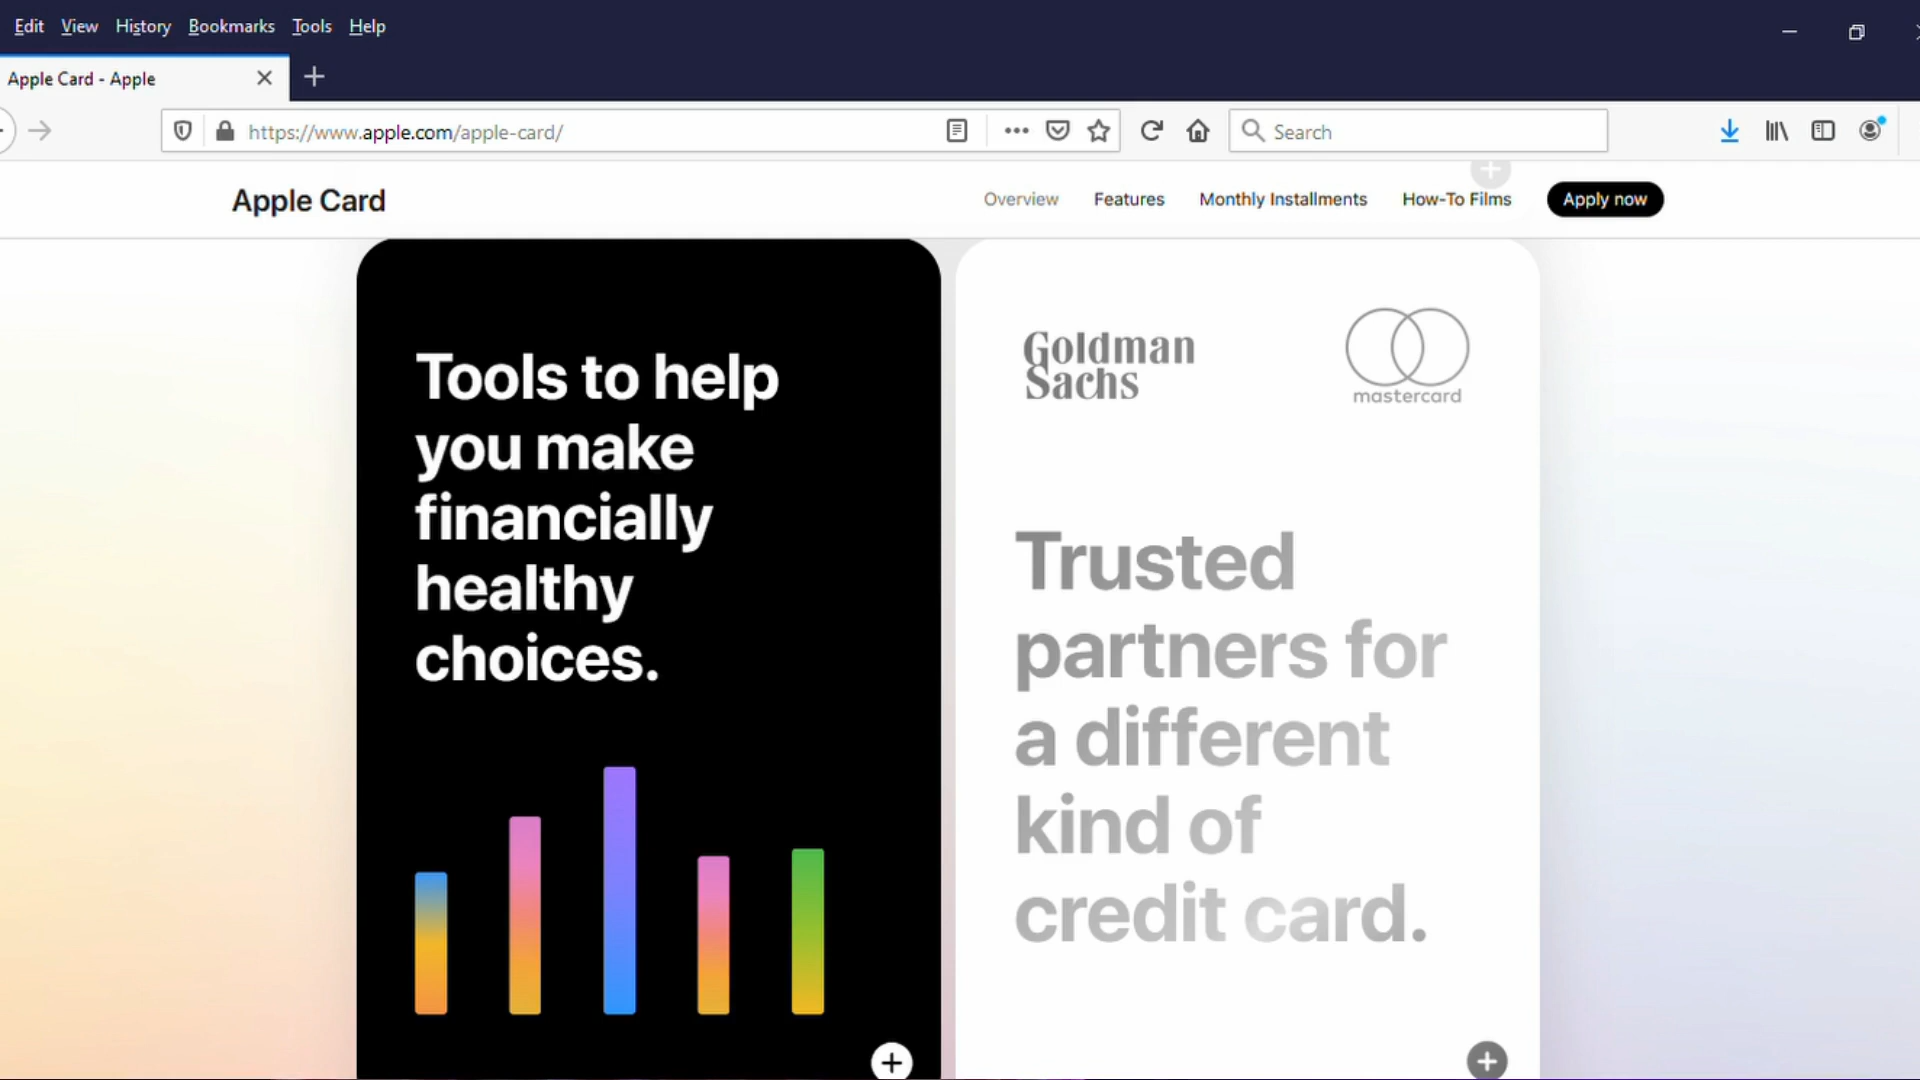 Edit View History Bookmarks Tools Help
Apple Card - Apple
https://www.apple.com/apple-card/
Search
Apple Card
Overview Features Monthly Installments How-To Films Apply now
Tools to help
you make
financially
healthy
choices.
Goldman
Sachs
mastercard
Trusted
partners for
a different
kind of
credit card.